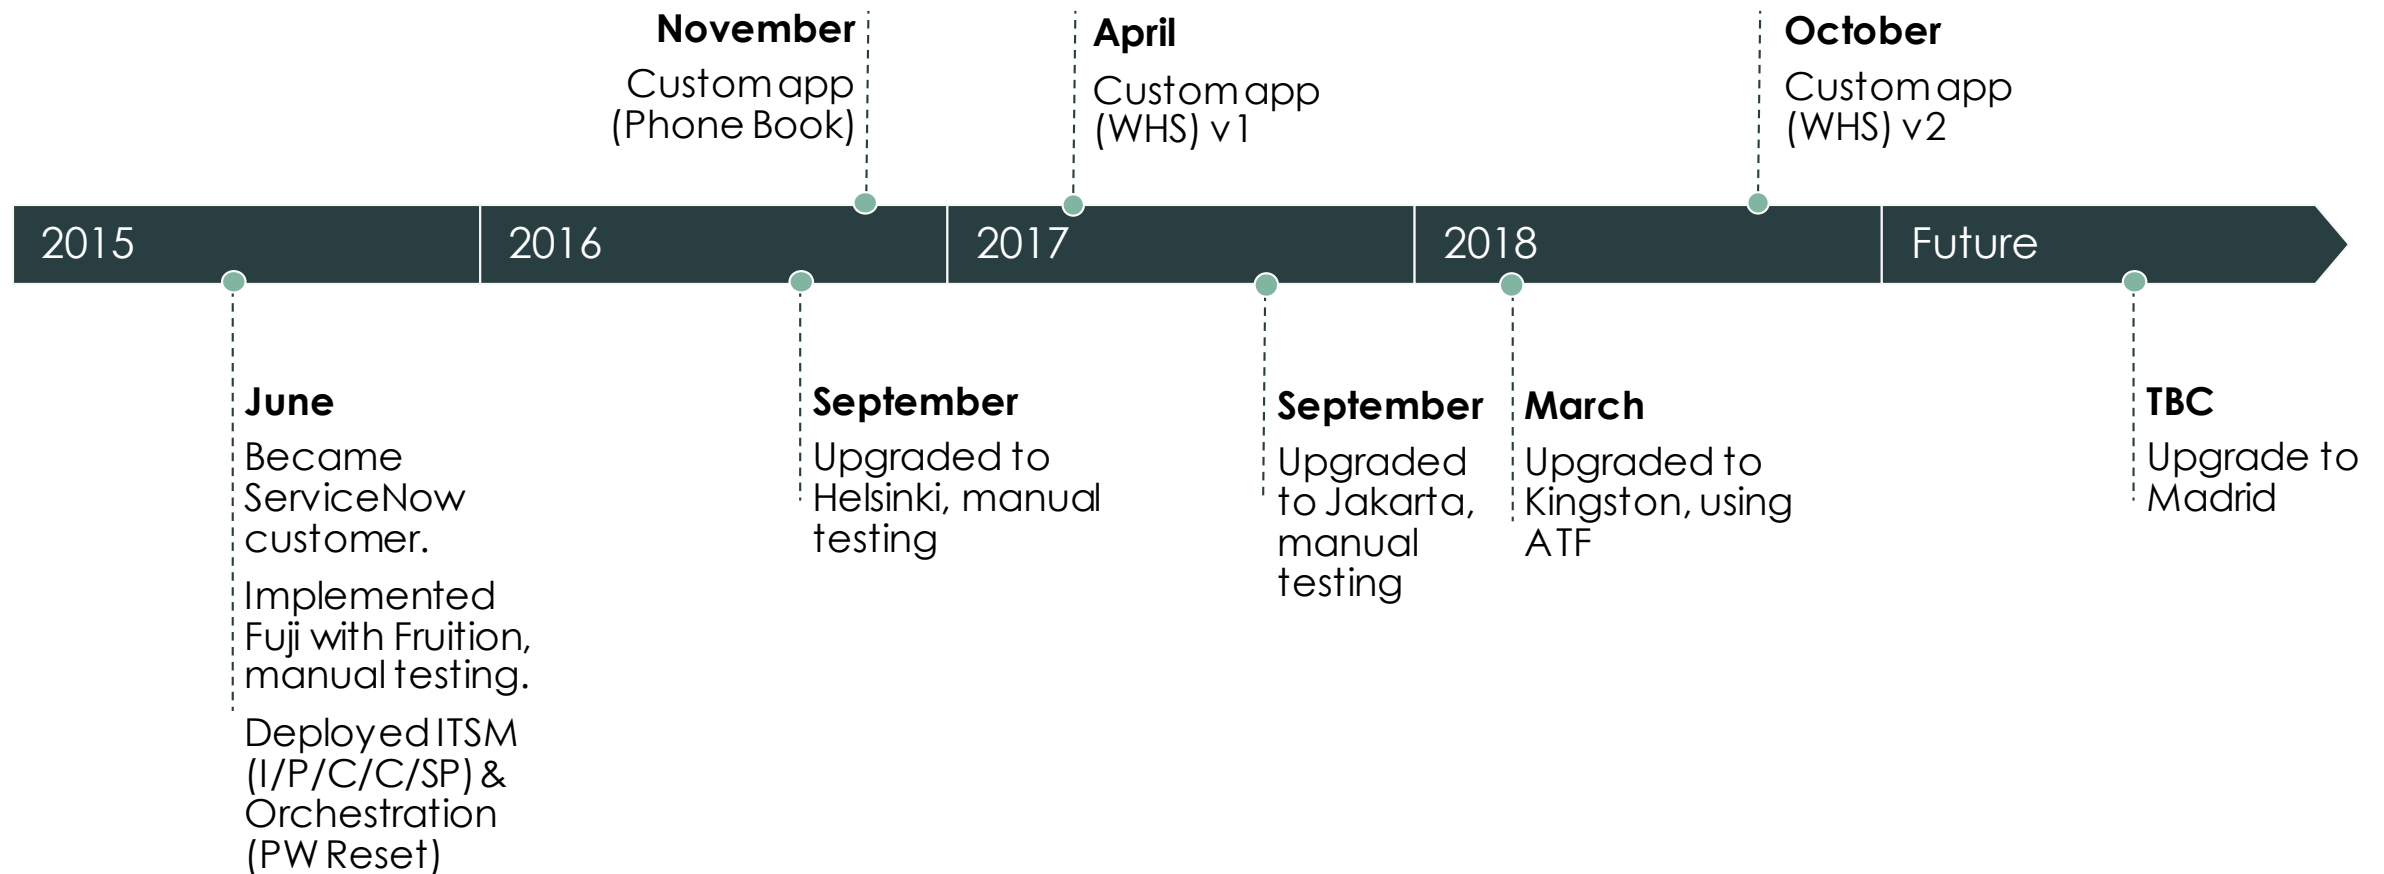 November
Custom app
(Phone Book)
April
Custom app
(WHS) v1
October
Custom app
(WHS) v2
2015
2016
2017
2018
Future
June
Became
ServiceNow
customer.
Implemented
Fuji with Fruition,
manual testing.
Deployed ITSM
(I/P/C/C/SP) &
Orchestration
(PW Reset)
September
Upgraded to
Helsinki, manual
testing
September
Upgraded
to Jakarta,
manual
testing
March
Upgraded to
Kingston, using
ATF
TBC
Upgrade to
Madrid